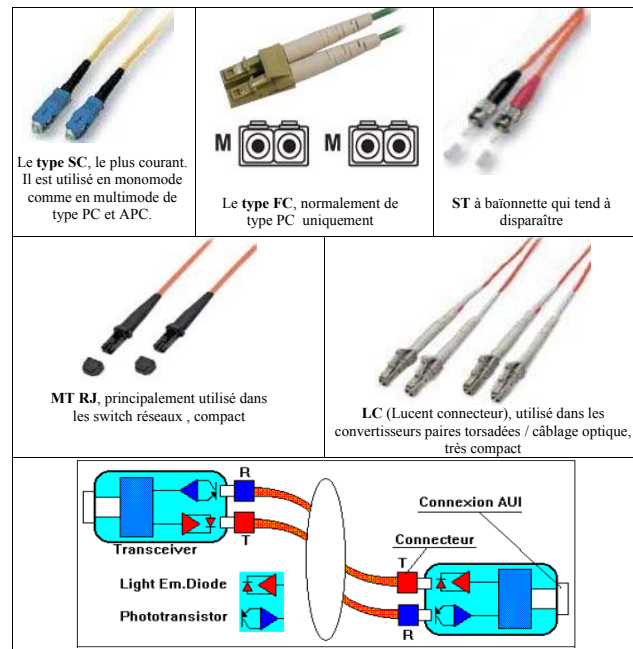 Le type SC, le plus courant.
Il est utilisé en monomode
comme en multimode de
type PC et APC.
M M
Le type FC, normalement de
type PC uniquement
ST à baïonnette qui tend à
disparaître
MT RJ, principalement utilisé dans
les switch réseaux , compact
LC (Lucent connecteur), utilisé dans les
convertisseurs paires torsadées / câblage optique,
très compact
R
T
Transceiver
Light Em.Diode
Phototransistor
Connexion AUI
Connecteur
T
R